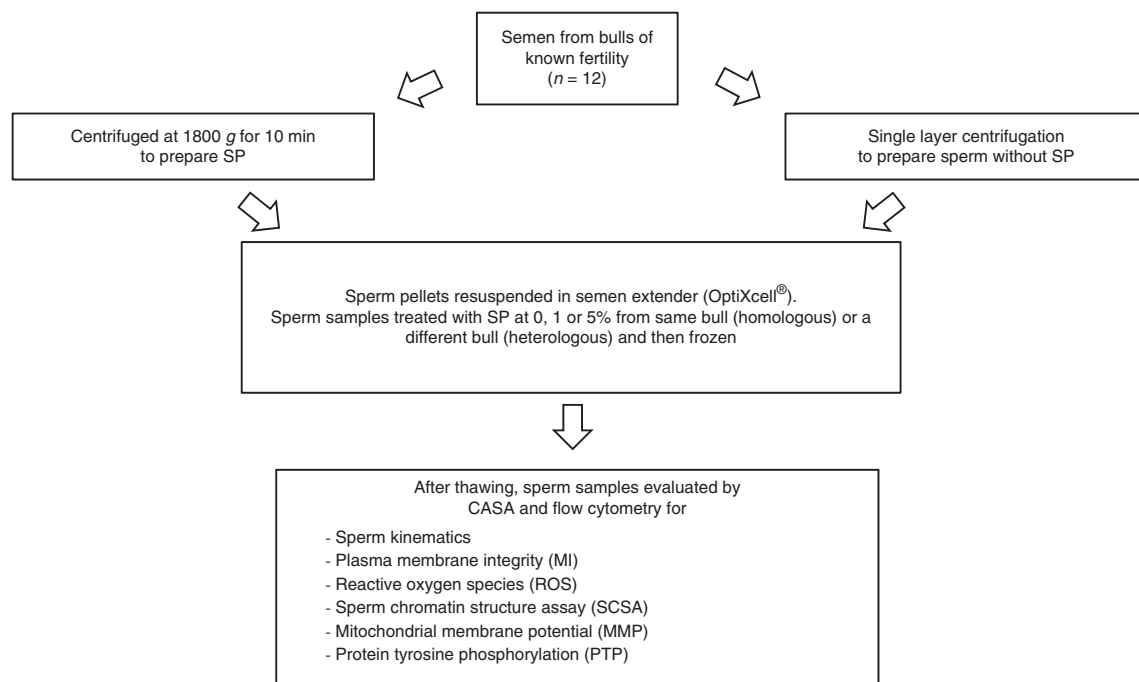 Semen from bulls of
known fertility
(n = 12)
Centrifuged at 1800 g for 10 min
to prepare SP
Single layer centrifugation
to prepare sperm without SP
Sperm pellets resuspended in semen extender (OptiXcell®).
Sperm samples treated with SP at 0, 1 or 5% from same bull (homologous) or a
different bull (heterologous) and then frozen
After thawing, sperm samples evaluated by
CASA and flow cytometry for
- Sperm kinematics
- Plasma membrane integrity (MI)
- Reactive oxygen species (ROS)
- Sperm chromatin structure assay (SCSA)
- Mitochondrial membrane potential (MMP)
- Protein tyrosine phosphorylation (PTP)